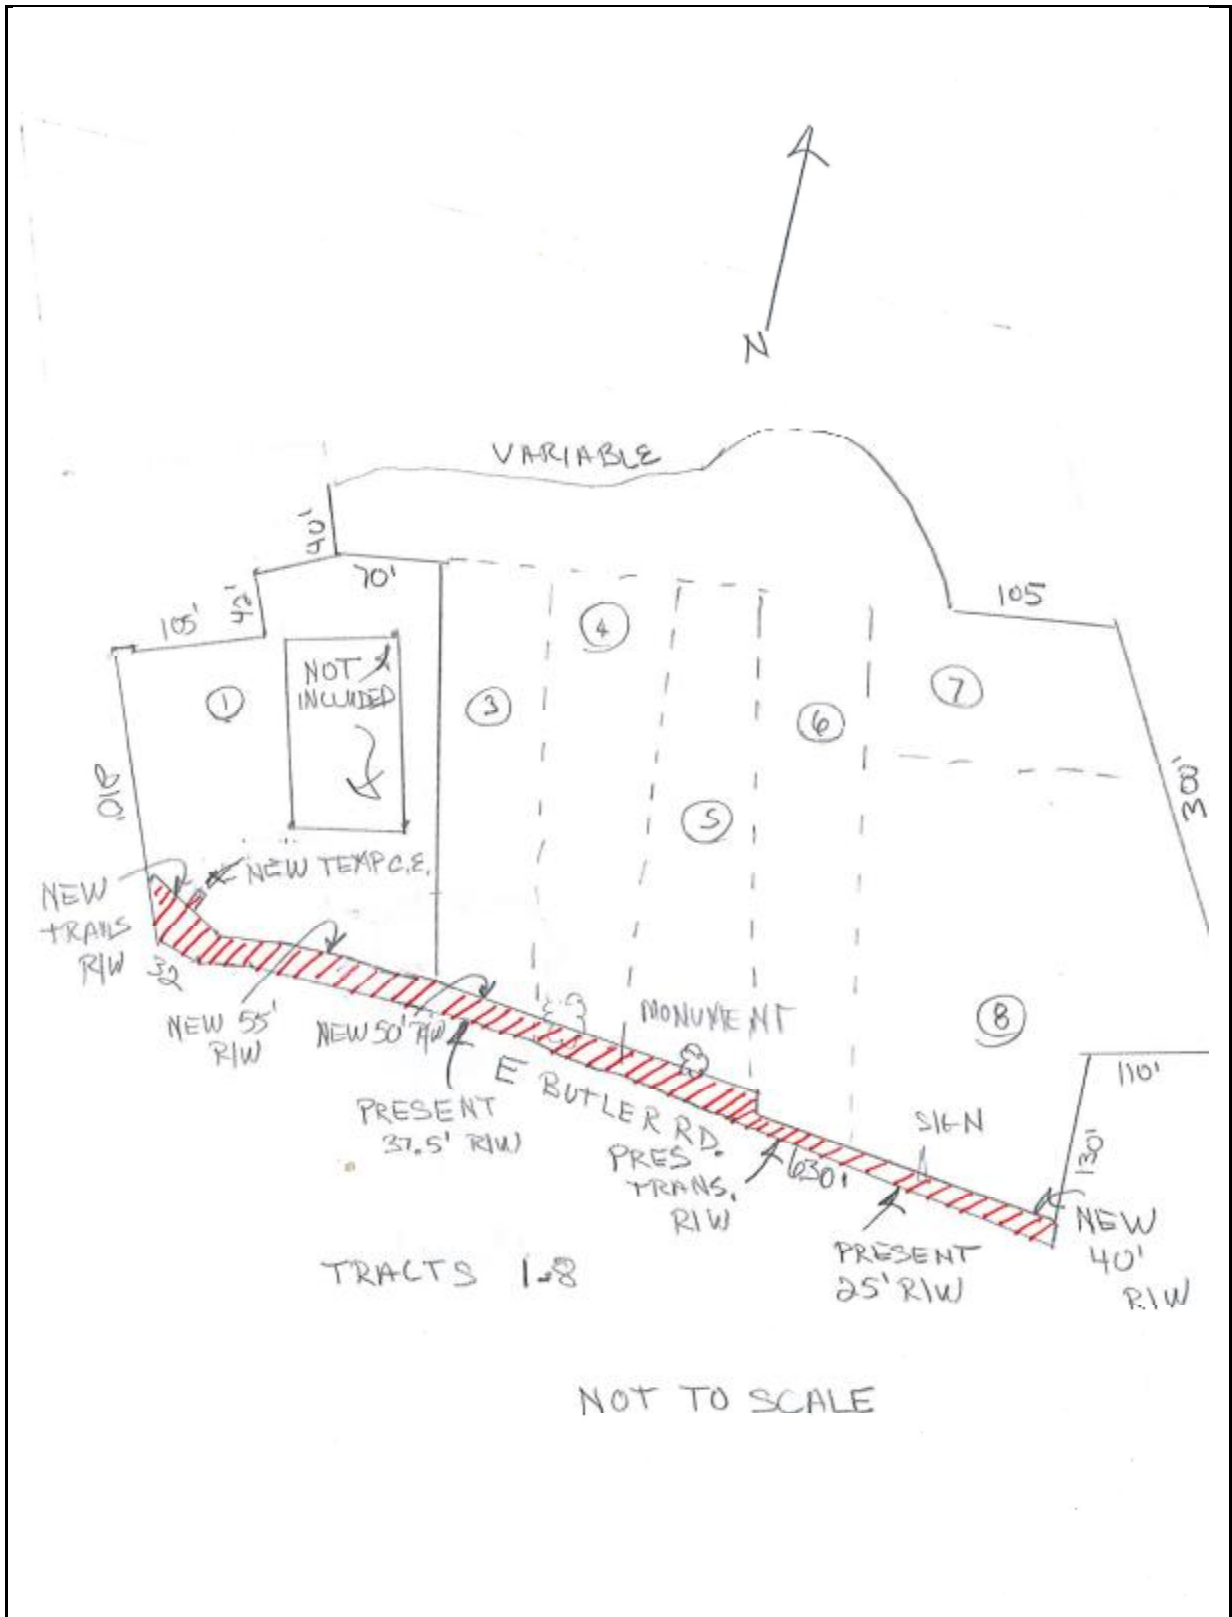 N
VARIABLE
40'
70'
42'
105'
105
NOT
INCLUDED
1
3
4
5
6
7
8
300'
210'
NEW TEMP C.E.
NEW
TRANS
R/W
32
NEW 55'
R/W
NEW 50' R/W
MONUMENT
PRESENT
37.5' R/W
E BUTLER RD.
PRES.
TRANS.
R/W
630'
SIGN
110'
130'
PRESENT
25' R/W
NEW
40'
R/W
TRACTS 1-8
NOT TO SCALE